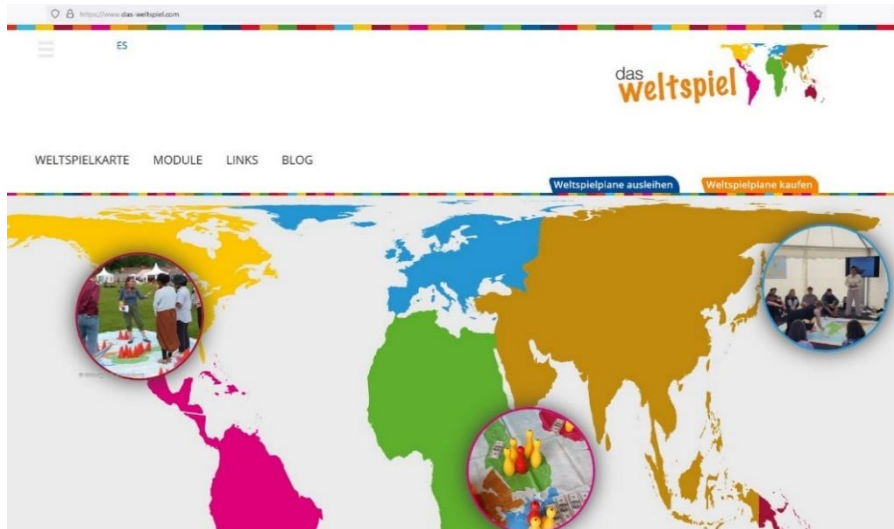 https://www.das-weltspiel.com
ES
das
weltspiel
WELTSPIELKARTE MODULE LINKS BLOG
Weltspielplane ausleihen Weltspielplane kaufen